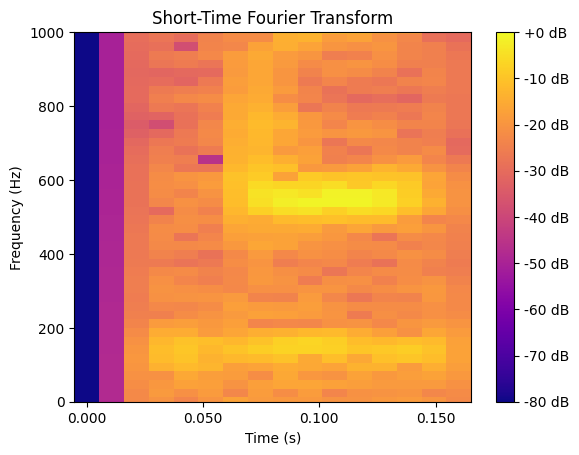 Short-Time Fourier Transform
Frequency (Hz)
1000
800
600
400
200
0
0.000
0.050
0.100
0.150
Time (s)
+0 dB
-10 dB
-20 dB
-30 dB
-40 dB
-50 dB
-60 dB
-70 dB
-80 dB